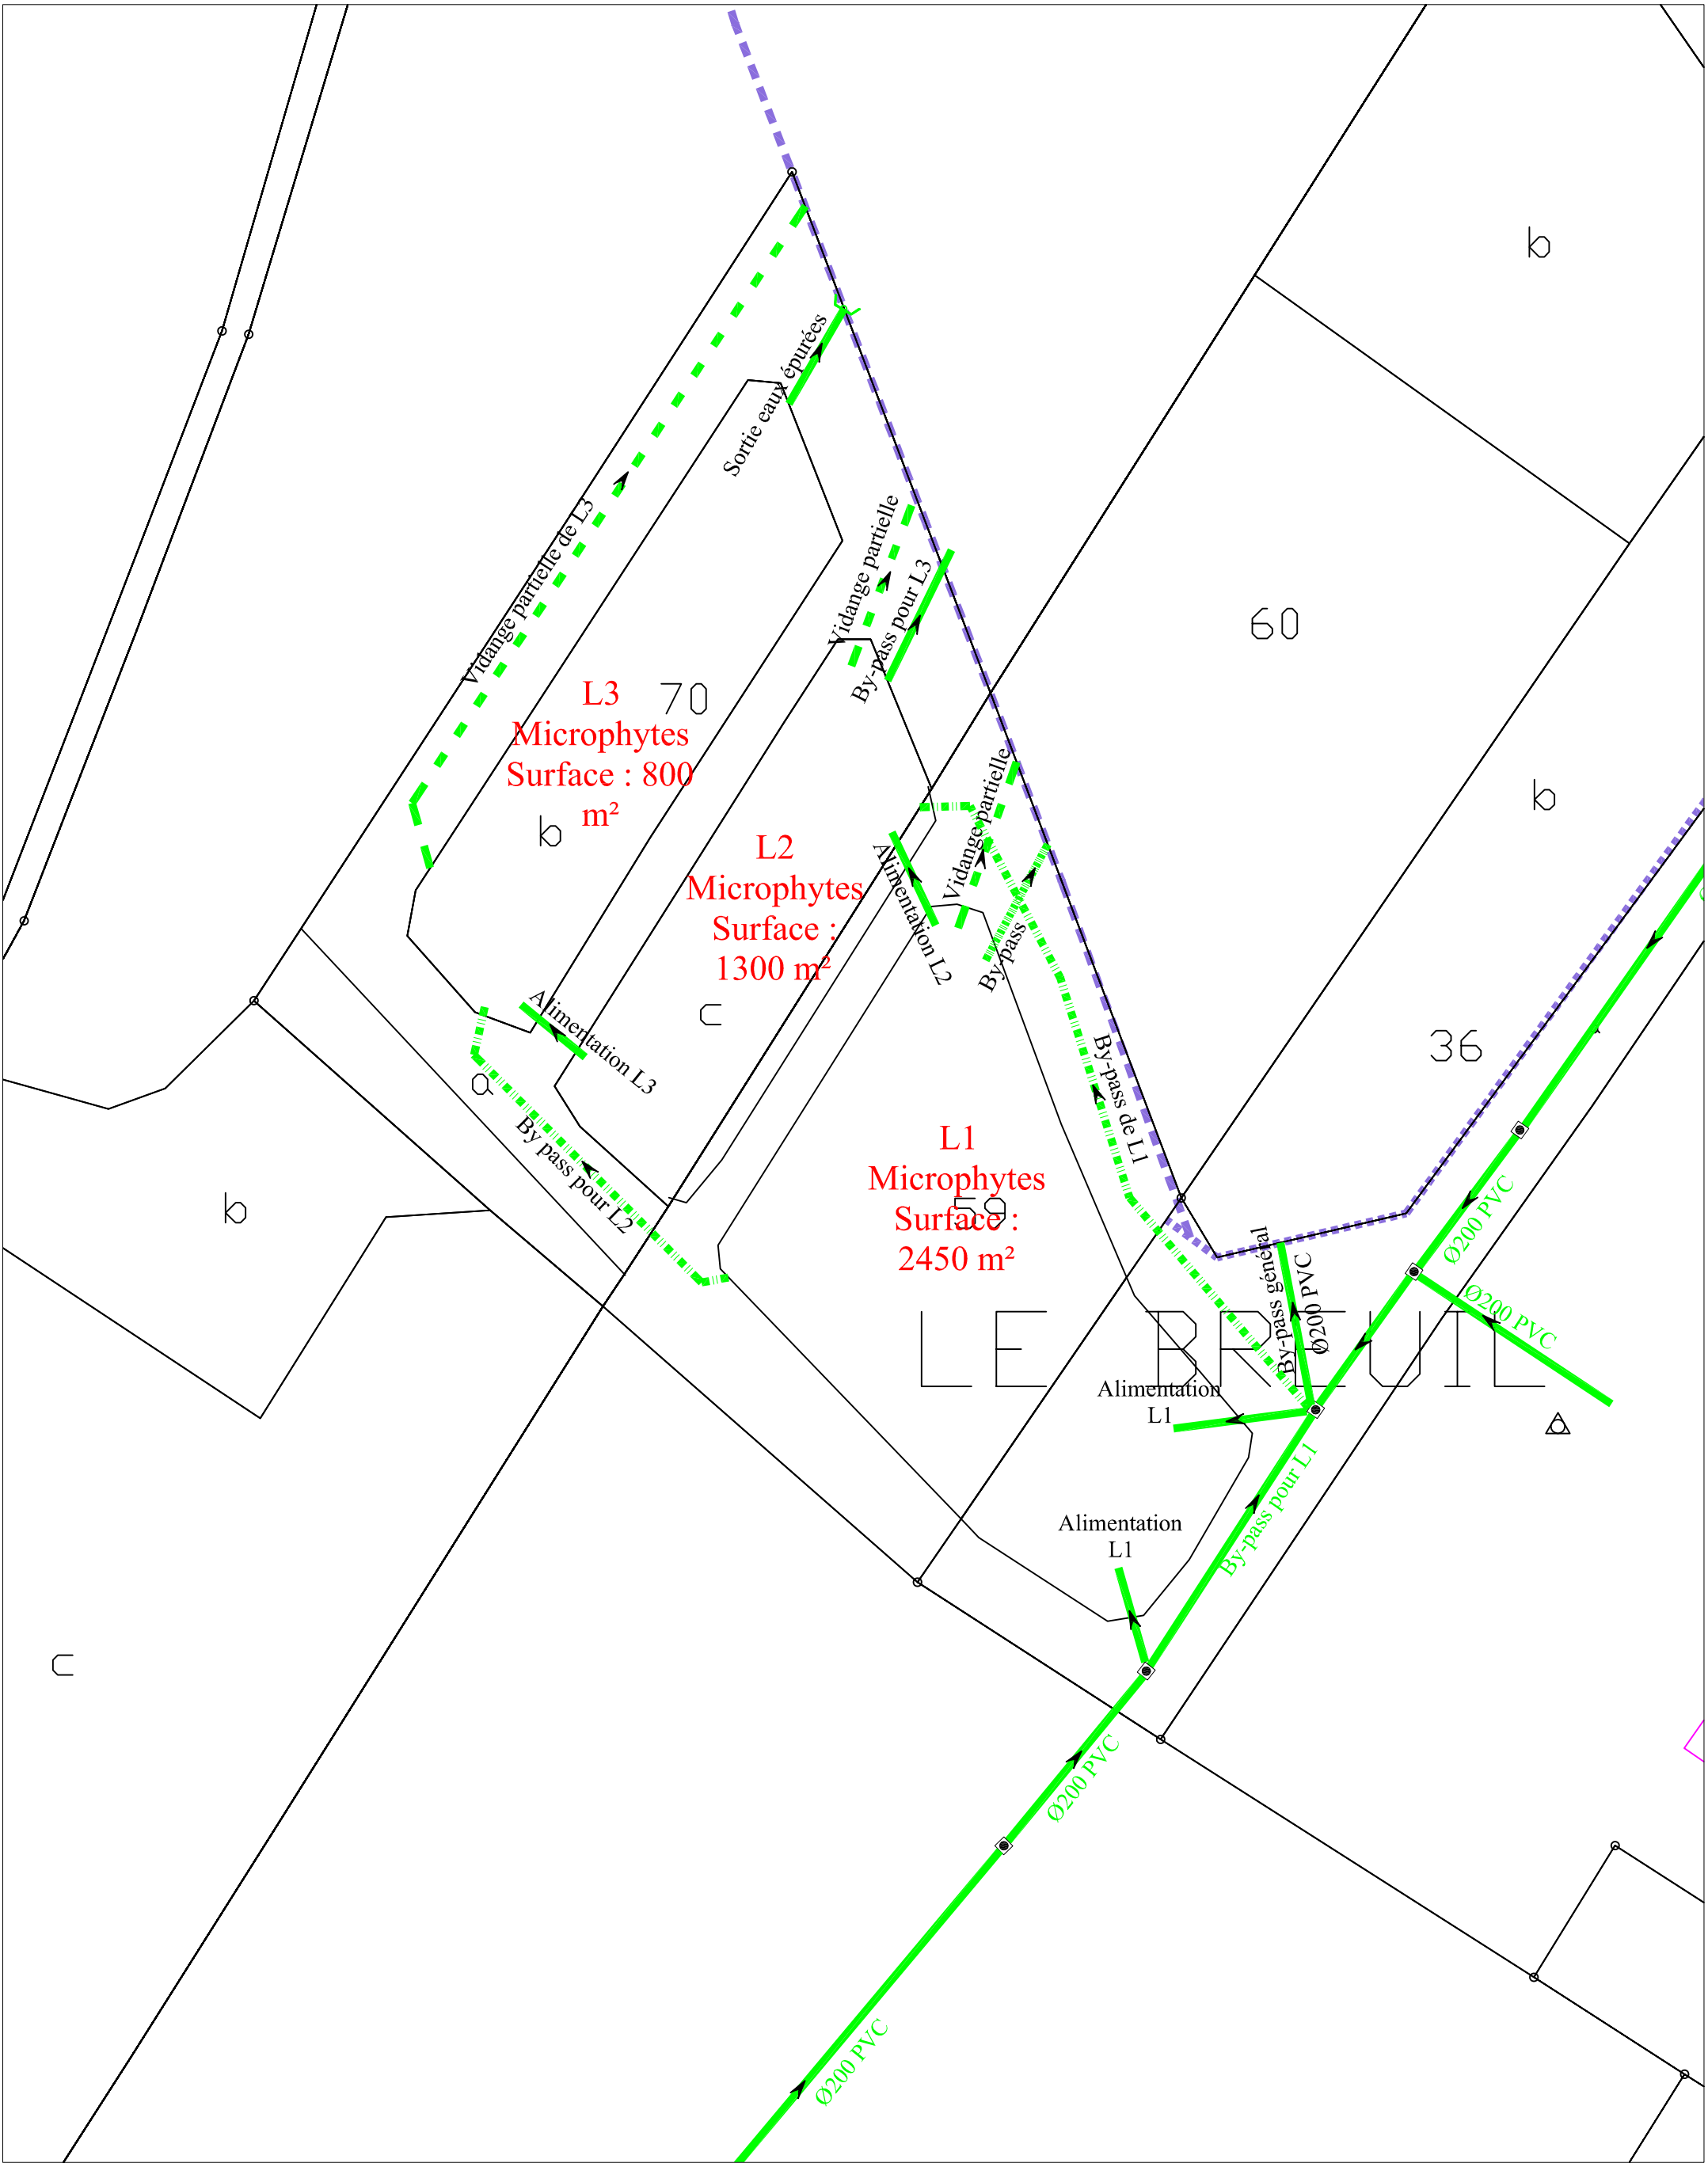 b
Sortie eaux épurées
Vidange partielle de L3
Vidange partielle
By-pass pour L3
60
L3
Microphytes
Surface : 800
m²
70
b
b
L2
Microphytes
Surface :
1300 m²
Vidange partielle
Alimentation L2
By-pass
c
Alimentation L3
a
By pass pour L2
By-pass de L1
36
L1
Microphytes
Surface :
2450 m²
59
b
Ø200 PVC
By-pass général
Ø200 PVC
Ø200 PVC
LE BREUIL
Alimentation
L1
By-pass pour L1
Alimentation
L1
c
Ø200 PVC
Ø200 PVC